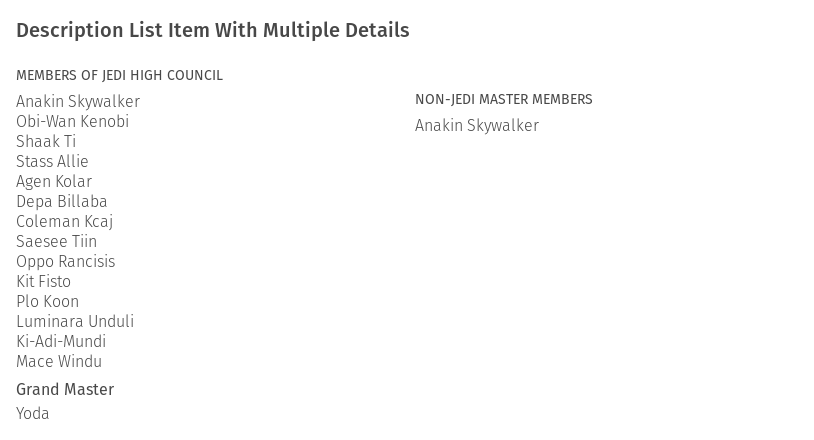 Description List Item With Multiple Details
MEMBERS OF JEDI HIGH COUNCIL
Anakin Skywalker
Obi-Wan Kenobi
Shaak Ti
Stass Allie
Agen Kolar
Depa Billaba
Coleman Kcaj
Saesee Tiin
Oppo Rancisis
Kit Fisto
Plo Koon
Luminara Unduli
Ki-Adi-Mundi
Mace Windu
Grand Master
Yoda
NON-JEDI MASTER MEMBERS
Anakin Skywalker